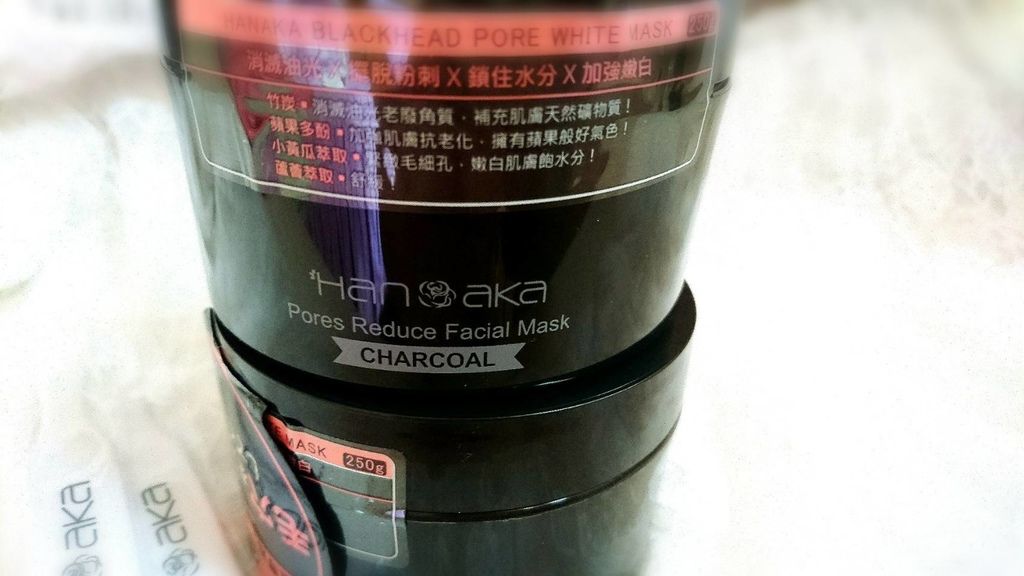 HANAKA BLACKHEAD PORE WHITE MASK 250g
消滅油光 X 擺脫粉刺 X 鎖住水分 X 加強嫩白
竹炭・消滅油光老廢角質・補充肌膚天然礦物質！
蘋果多酚・加強肌膚抗老化・擁有蘋果般好氣色！
小黃瓜萃取・緊緻毛細孔・嫩白肌膚飽水分！
蘆薈萃取・舒緩！
Hanaka
Pores Reduce Facial Mask
CHARCOAL
MASK 250g
白
毛
aka
aka